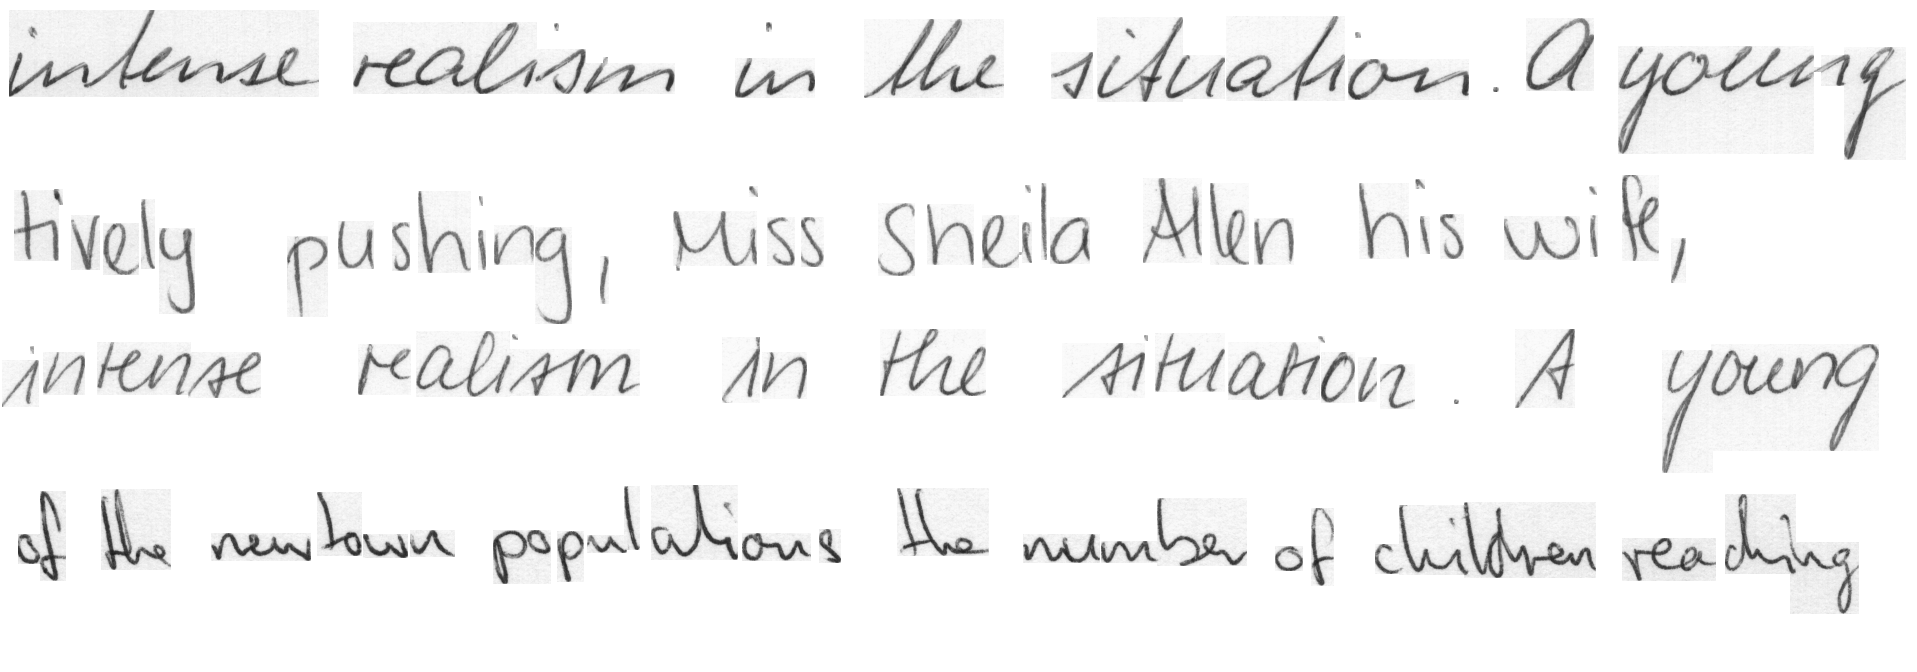 intense realism in the situation. A young
tively pushing, Miss Sheila Allen his wife,
intense realism in the situation. A young
of the newtown populations the number of children reading